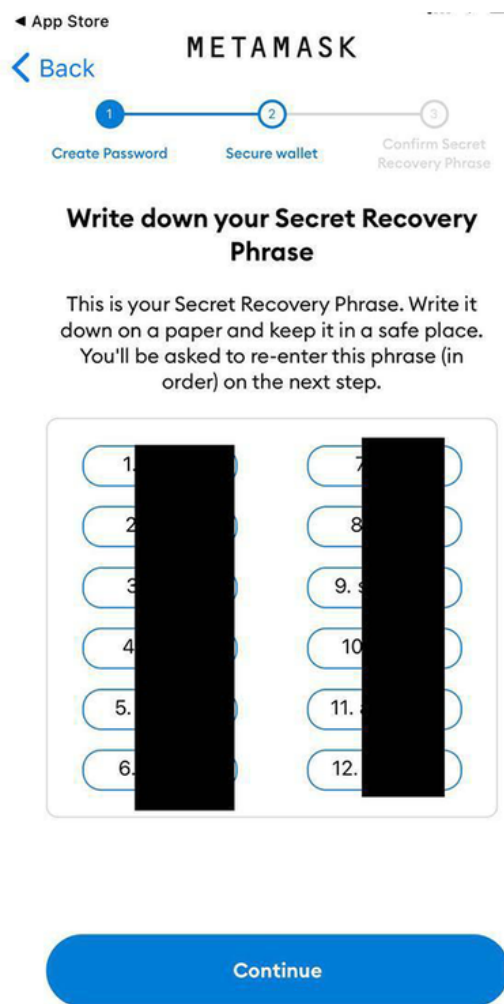 ◀ App Store
METAMASK
Back
1
2
3
Create Password
Secure wallet
Confirm Secret
Recovery Phrase
Write down your Secret Recovery
Phrase
This is your Secret Recovery Phrase. Write it
down on a paper and keep it in a safe place.
You'll be asked to re-enter this phrase (in
order) on the next step.
1.
2
3
4
5.
6.
7
8
9.
10
11.
12.
Continue